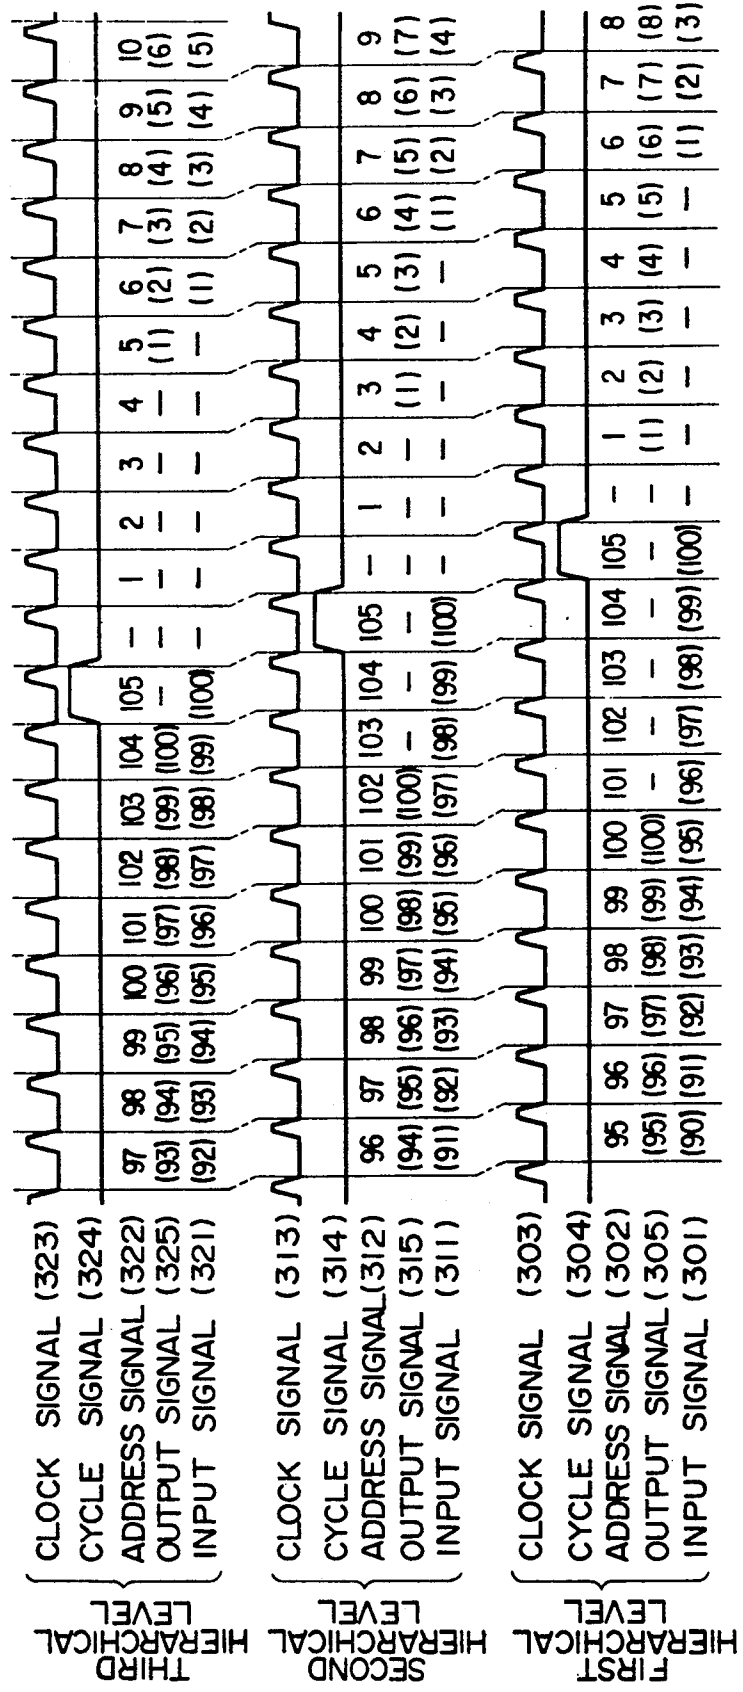 THIRD
HIERARCHICAL
LEVEL
CLOCK SIGNAL (323)
CYCLE SIGNAL (324)
ADDRESS SIGNAL (322) 97 98 99 100 101 102 103 104 105 — 1 2 3 4 5 6 7 8 9 10
OUTPUT SIGNAL (325) (93) (94) (95) (96) (97) (98) (99) (100) — — — — — — (1) (2) (3) (4) (5) (6)
INPUT SIGNAL (321) (92) (93) (94) (95) (96) (97) (98) (99) (100) — — — — — — (1) (2) (3) (4) (5)
SECOND
HIERARCHICAL
LEVEL
CLOCK SIGNAL (313)
CYCLE SIGNAL (314)
ADDRESS SIGNAL (312) 96 97 98 99 100 101 102 103 104 105 — 1 2 3 4 5 6 7 8 9
OUTPUT SIGNAL (315) (94) (95) (96) (97) (98) (99) (100) — — — — — — (1) (2) (3) (4) (5) (6) (7)
INPUT SIGNAL (311) (91) (92) (93) (94) (95) (96) (97) (98) (99) (100) — — — — — — (1) (2) (3) (4)
FIRST
HIERARCHICAL
LEVEL
CLOCK SIGNAL (303)
CYCLE SIGNAL (304)
ADDRESS SIGNAL (302) 95 96 97 98 99 100 101 102 103 104 105 — 1 2 3 4 5 6 7 8
OUTPUT SIGNAL (305) (95) (96) (97) (98) (99) (100) — — — — — — (1) (2) (3) (4) (5) (6) (7) (8)
INPUT SIGNAL (301) (90) (91) (92) (93) (94) (95) (96) (97) (98) (99) (100) — — — — — — (1) (2) (3)